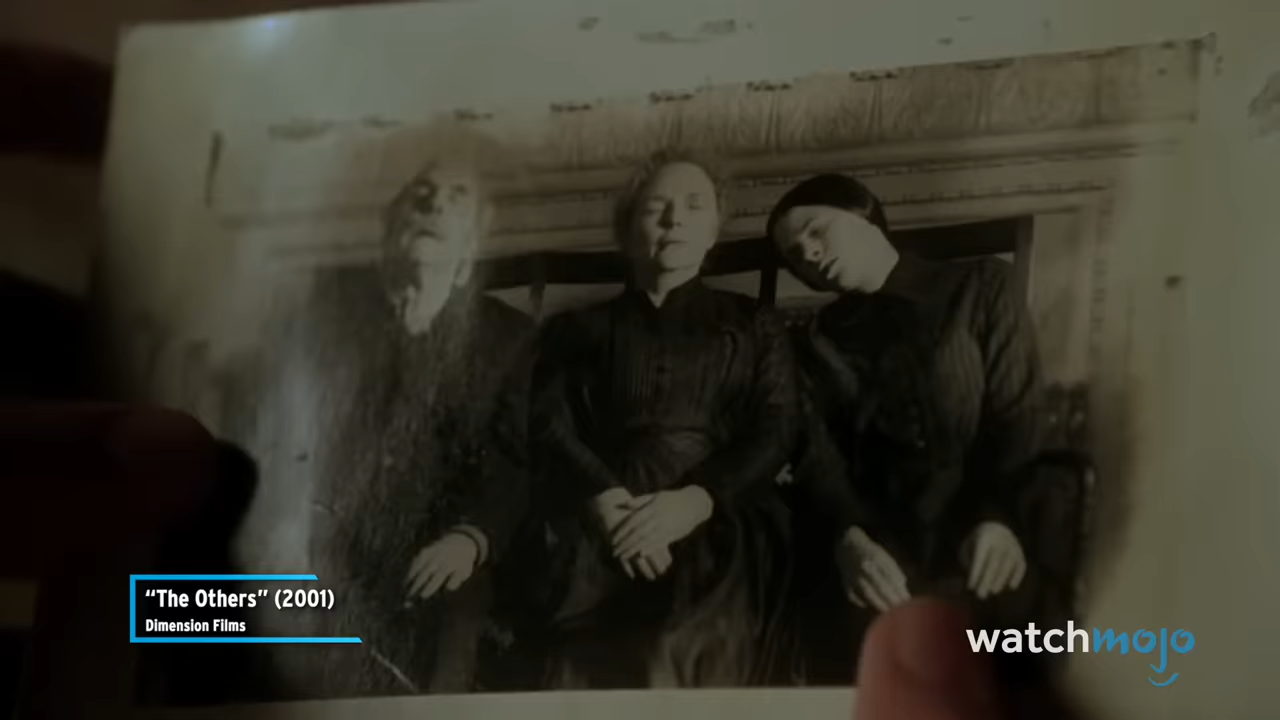 “The Others” (2001)
Dimension Films
watchmojo